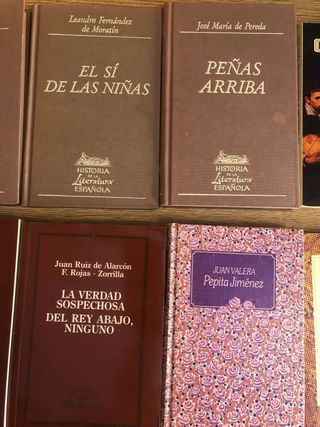 Leandro Fernández
de Moratín
EL SÍ
DE LAS NIÑAS
HISTORIA
DE LA
Literatura
ESPAÑOLA
José María de Pereda
PEÑAS
ARRIBA
HISTORIA
DE LA
Literatura
ESPAÑOLA
Juan Ruiz de Alarcón
F. Rojas - Zorrilla
LA VERDAD
SOSPECHOSA
DEL REY ABAJO,
NINGUNO
JUAN VALERA
Pepita Jiménez